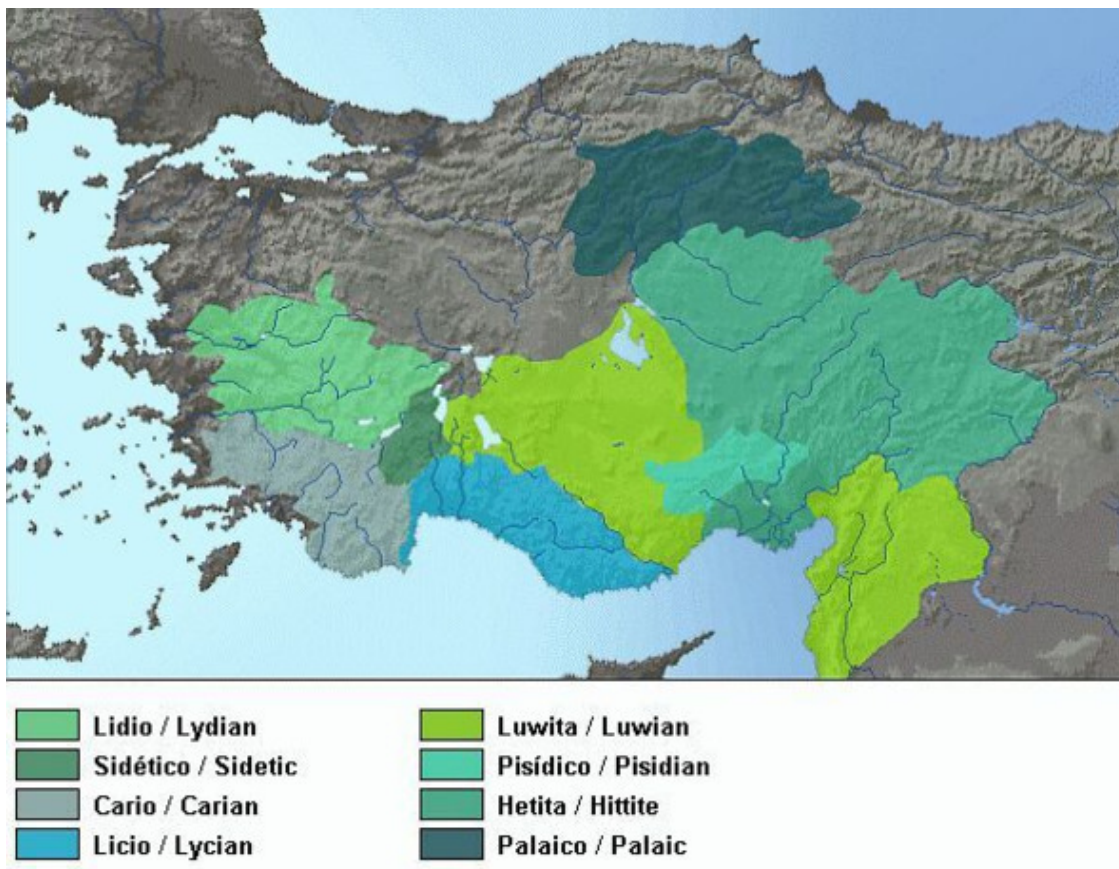 Lidio / Lydian
Sidético / Sidetic
Cario / Carian
Licio / Lycian
Luwita / Luwian
Pisídico / Pisidian
Hetita / Hittite
Palaico / Palaic